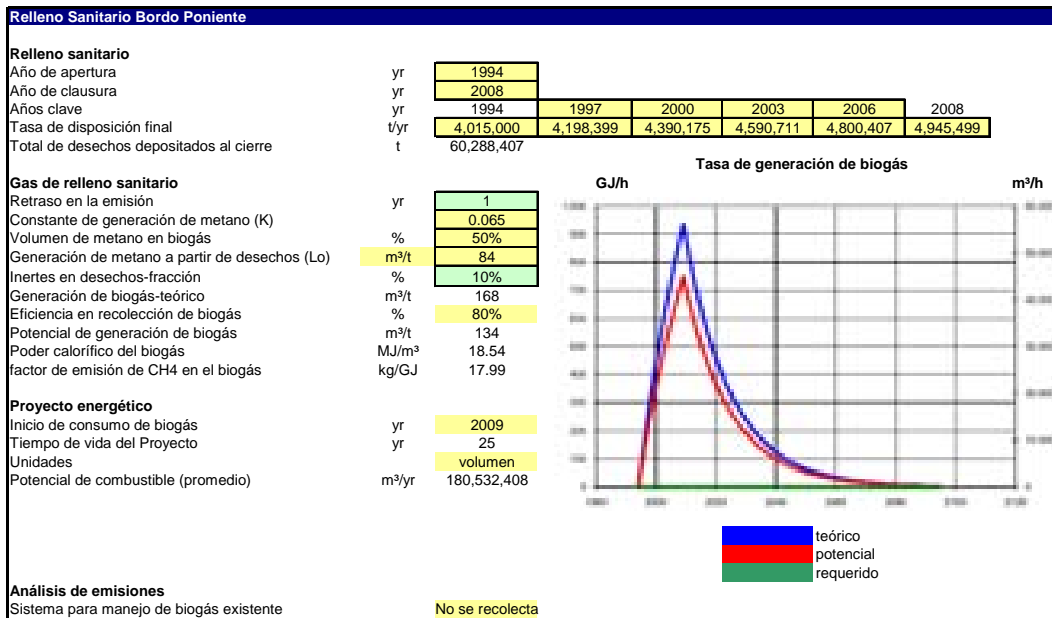 Relleno Sanitario Bordo Poniente
Relleno sanitario
Año de apertura yr 1994
Año de clausura yr 2008
Años clave yr 1994 1997 2000 2003 2006 2008
Tasa de disposición final t/yr 4,015,000 4,198,399 4,390,175 4,590,711 4,800,407 4,945,499
Total de desechos depositados al cierre t 60,288,407
Tasa de generación de biogás
Gas de relleno sanitario
GJ/h m³/h
Retraso en la emisión yr 1
Constante de generación de metano (K) 0.065
Volumen de metano en biogás % 50%
Generación de metano a partir de desechos (Lo) m³/t 84
Inertes en desechos-fracción % 10%
Generación de biogás-teórico m³/t 168
Eficiencia en recolección de biogás % 80%
Potencial de generación de biogás m³/t 134
Poder calorífico del biogás MJ/m³ 18.54
factor de emisión de CH4 en el biogás kg/GJ 17.99
Proyecto energético
Inicio de consumo de biogás yr 2009
Tiempo de vida del Proyecto yr 25
Unidades volumen
Potencial de combustible (promedio) m³/yr 180,532,408
teórico
potencial
requerido
Análisis de emisiones
Sistema para manejo de biogás existente No se recolecta